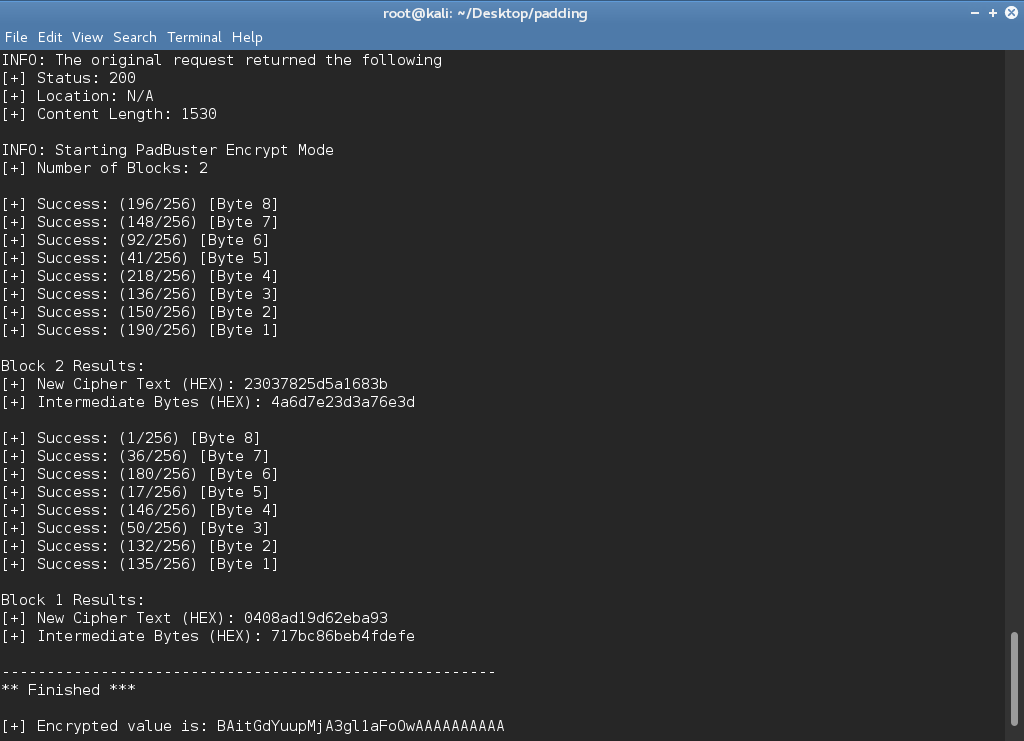 root@kali: ~/Desktop/padding
File Edit View Search Terminal Help
INFO: The original request returned the following
[+] Status: 200
[+] Location: N/A
[+] Content Length: 1530
INFO: Starting PadBuster Encrypt Mode
[+] Number of Blocks: 2
[+] Success: (196/256) [Byte 8]
[+] Success: (148/256) [Byte 7]
[+] Success: (92/256) [Byte 6]
[+] Success: (41/256) [Byte 5]
[+] Success: (218/256) [Byte 4]
[+] Success: (136/256) [Byte 3]
[+] Success: (150/256) [Byte 2]
[+] Success: (190/256) [Byte 1]
Block 2 Results:
[+] New Cipher Text (HEX): 23037825d5a1683b
[+] Intermediate Bytes (HEX): 4a6d7e23d3a76e3d
[+] Success: (1/256) [Byte 8]
[+] Success: (36/256) [Byte 7]
[+] Success: (180/256) [Byte 6]
[+] Success: (17/256) [Byte 5]
[+] Success: (146/256) [Byte 4]
[+] Success: (50/256) [Byte 3]
[+] Success: (132/256) [Byte 2]
[+] Success: (135/256) [Byte 1]
Block 1 Results:
[+] New Cipher Text (HEX): 0408ad19d62eba93
[+] Intermediate Bytes (HEX): 717bc86beb4fdefe
-------------------------------------------------------
** Finished ***
[+] Encrypted value is: BAitGdYuupMjA3gl1aFoOwAAAAAAAAAA